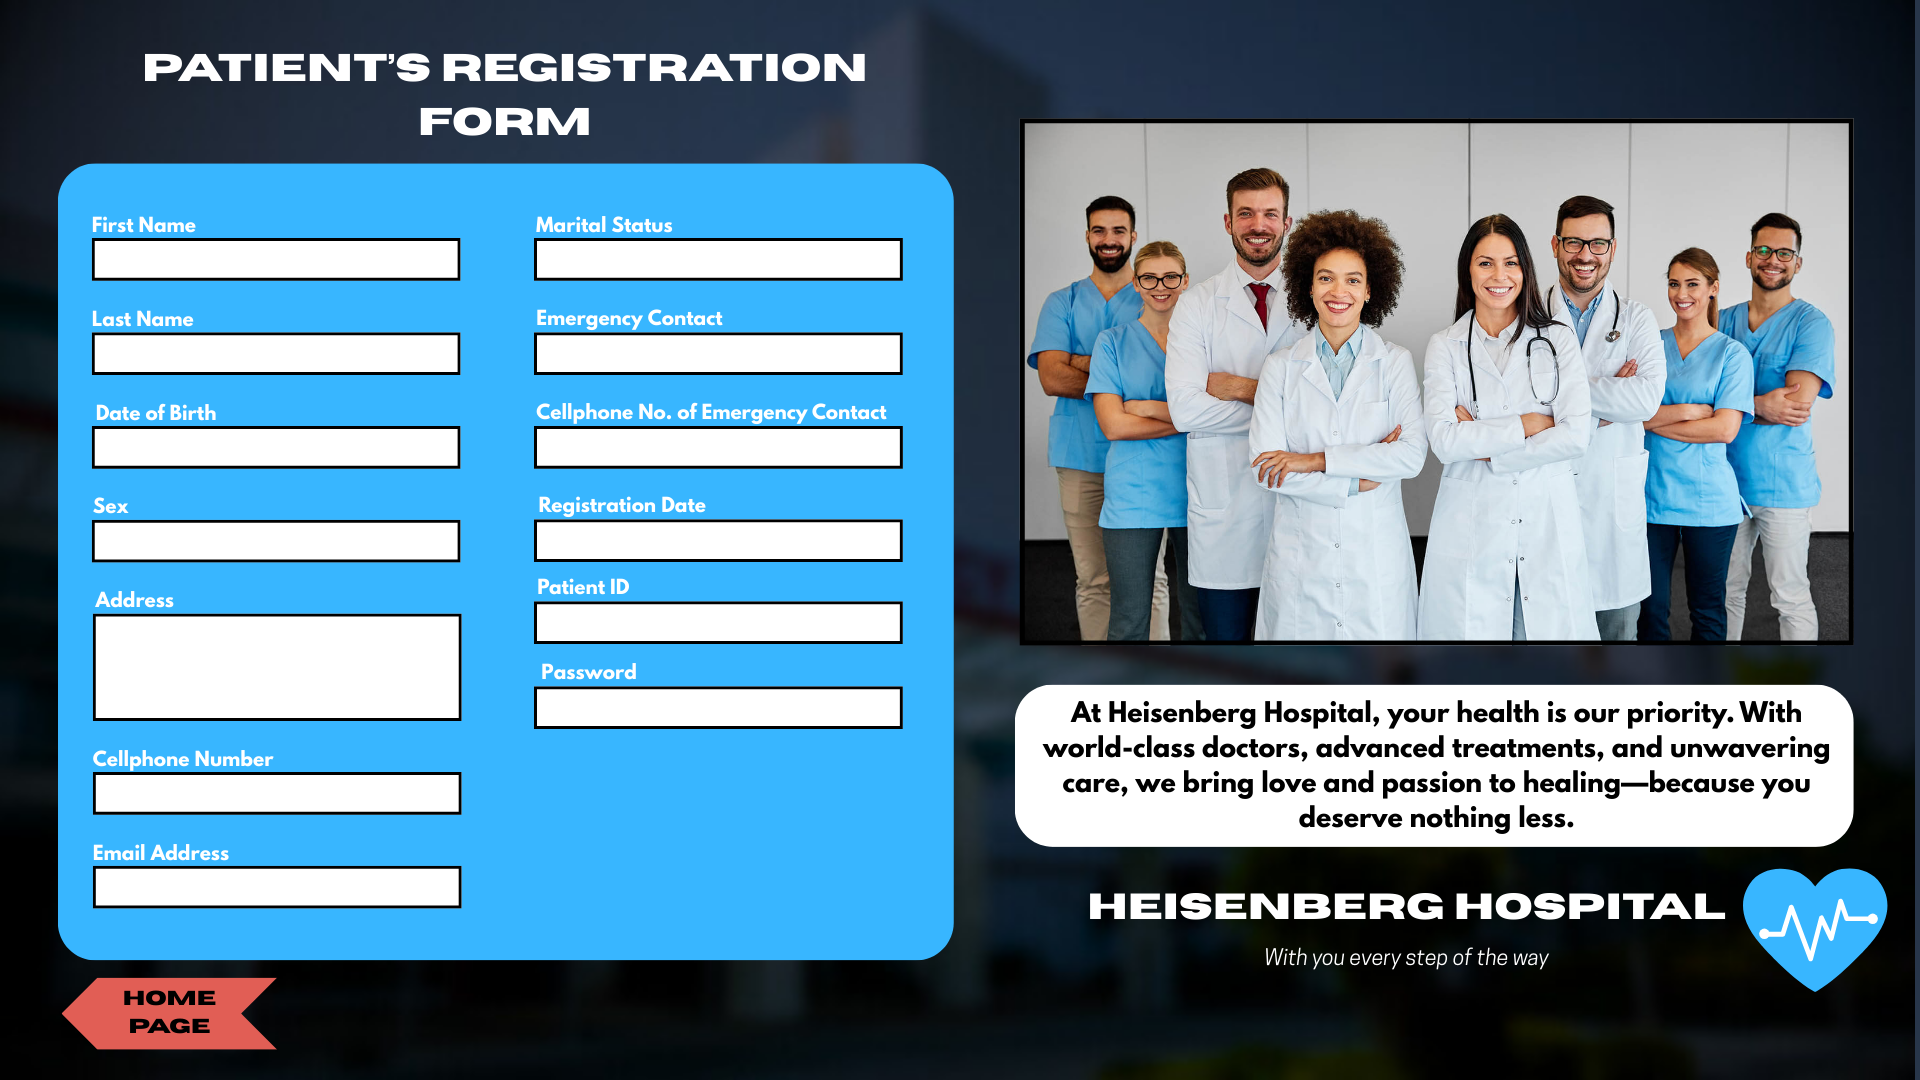 PATIENT'S REGISTRATION
FORM
First Name
Last Name
Date of Birth
Sex
Address
Cellphone Number
Email Address
Marital Status
Emergency Contact
Cellphone No. of Emergency Contact
Registration Date
Patient ID
Password
HOME
PAGE
At Heisenberg Hospital, your health is our priority. With
world-class doctors, advanced treatments, and unwavering
care, we bring love and passion to healing—because you
deserve nothing less.
HEISENBERG HOSPITAL
With you every step of the way